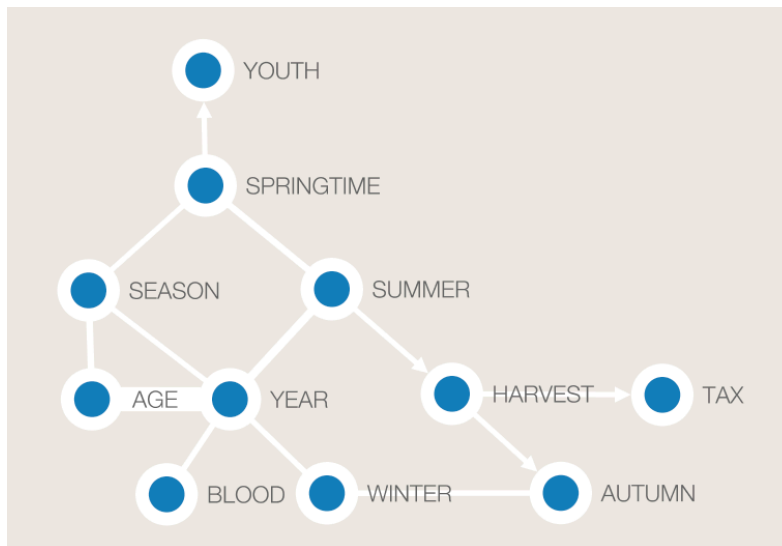 YOUTH
SPRINGTIME
SEASON
SUMMER
AGE
YEAR
HARVEST
TAX
BLOOD
WINTER
AUTUMN